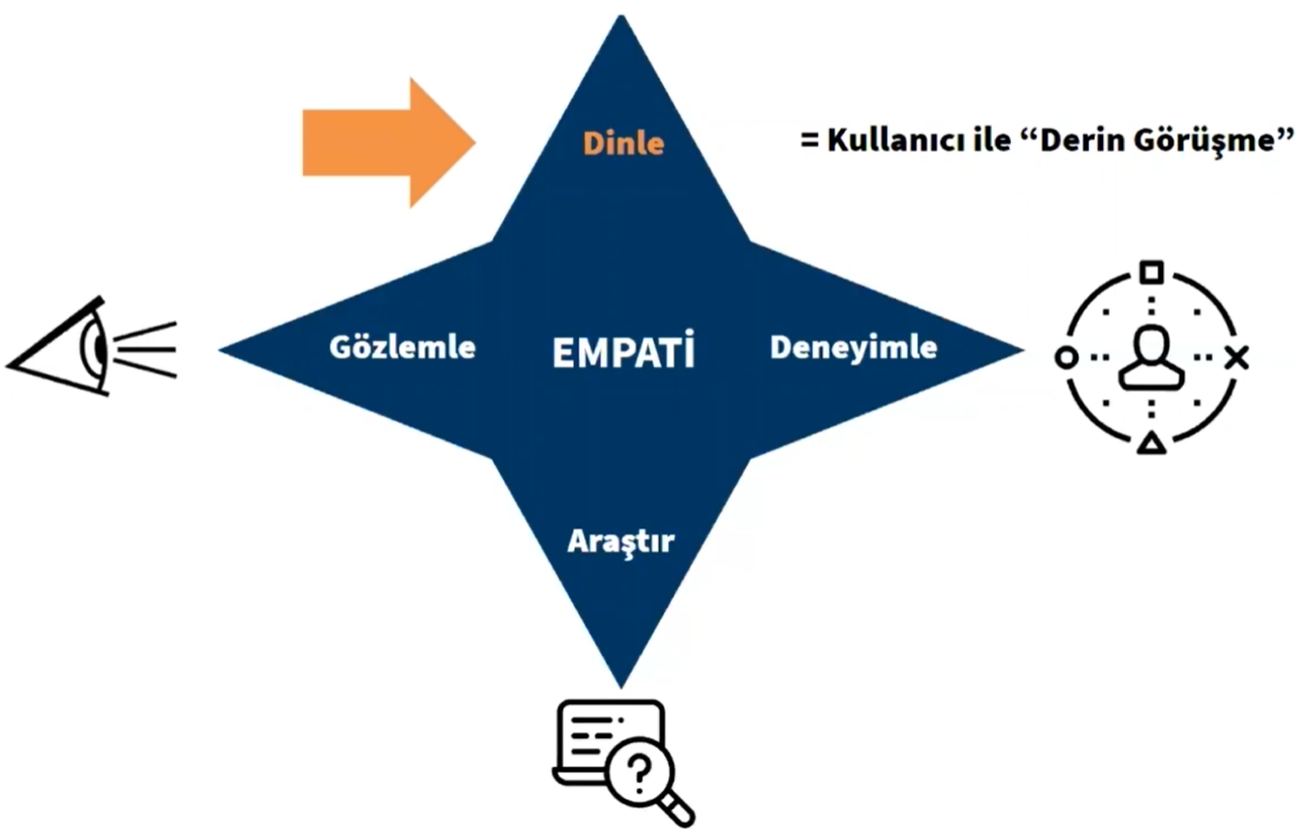 Dinle
= Kullanıcı ile “Derin Görüşme”
Gözlemle
EMPATİ
Deneyimle
Araştır
?